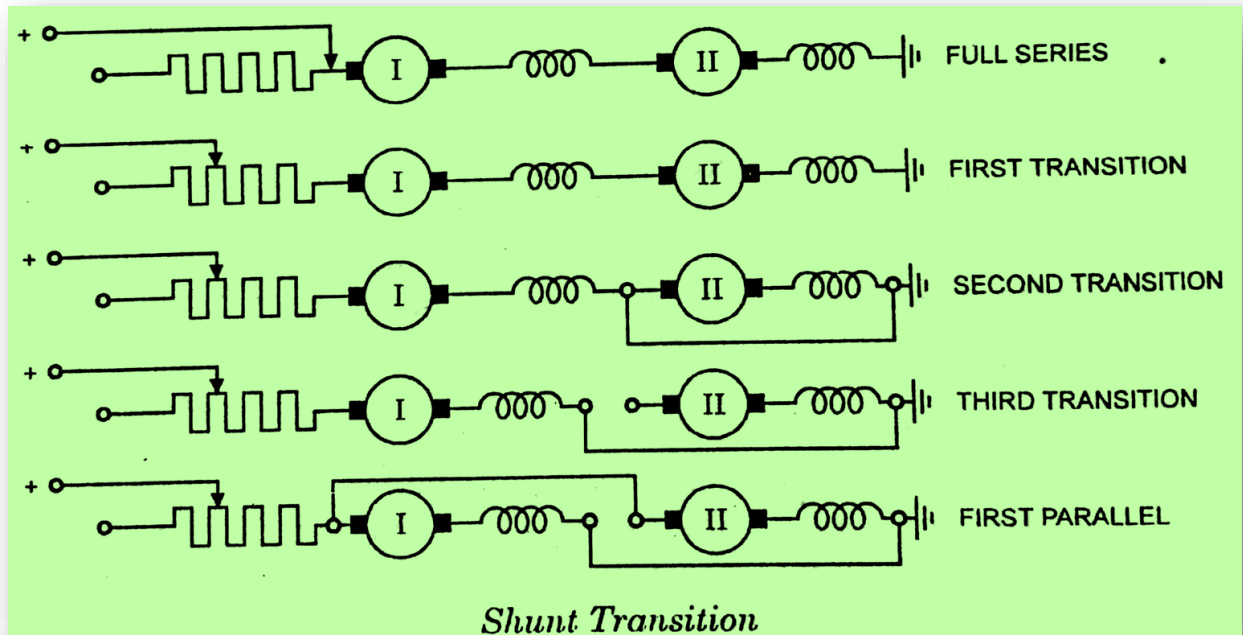 + I II FULL SERIES
+ I II FIRST TRANSITION
+ I II SECOND TRANSITION
+ I II THIRD TRANSITION
+ I II FIRST PARALLEL
Shunt Transition